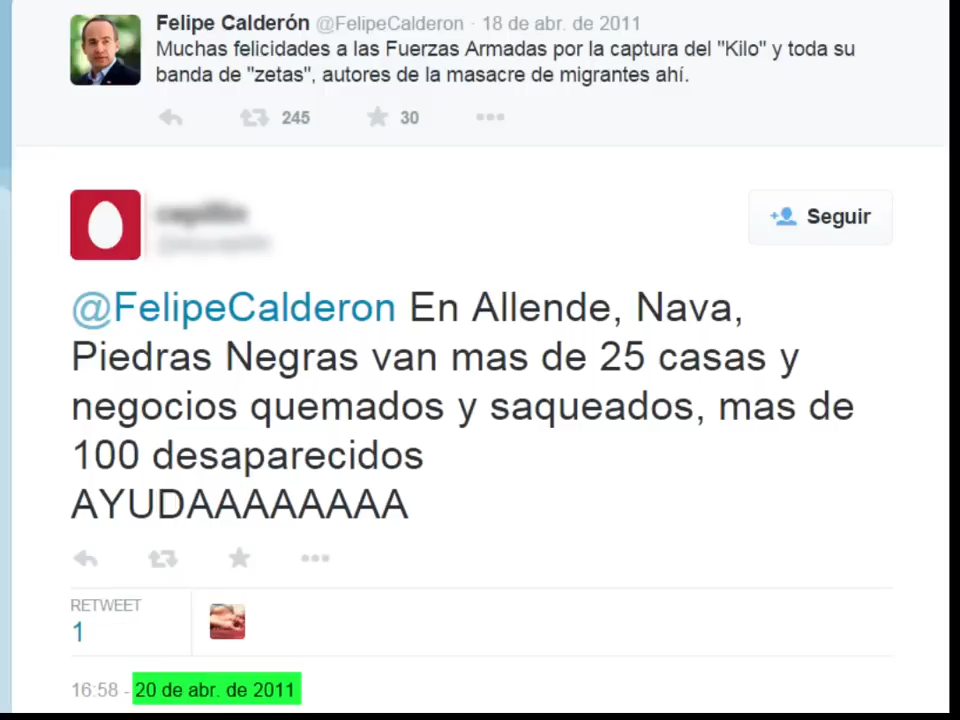 Felipe Calderón @FelipeCalderon · 18 de abr. de 2011
Muchas felicidades a las Fuerzas Armadas por la captura del "Kilo" y toda su
banda de "zetas", autores de la masacre de migrantes ahí.
245 30
Seguir
@FelipeCalderon En Allende, Nava,
Piedras Negras van mas de 25 casas y
negocios quemados y saqueados, mas de
100 desaparecidos
AYUDAAAAAAAA
RETWEET
1
16:58 - 20 de abr. de 2011